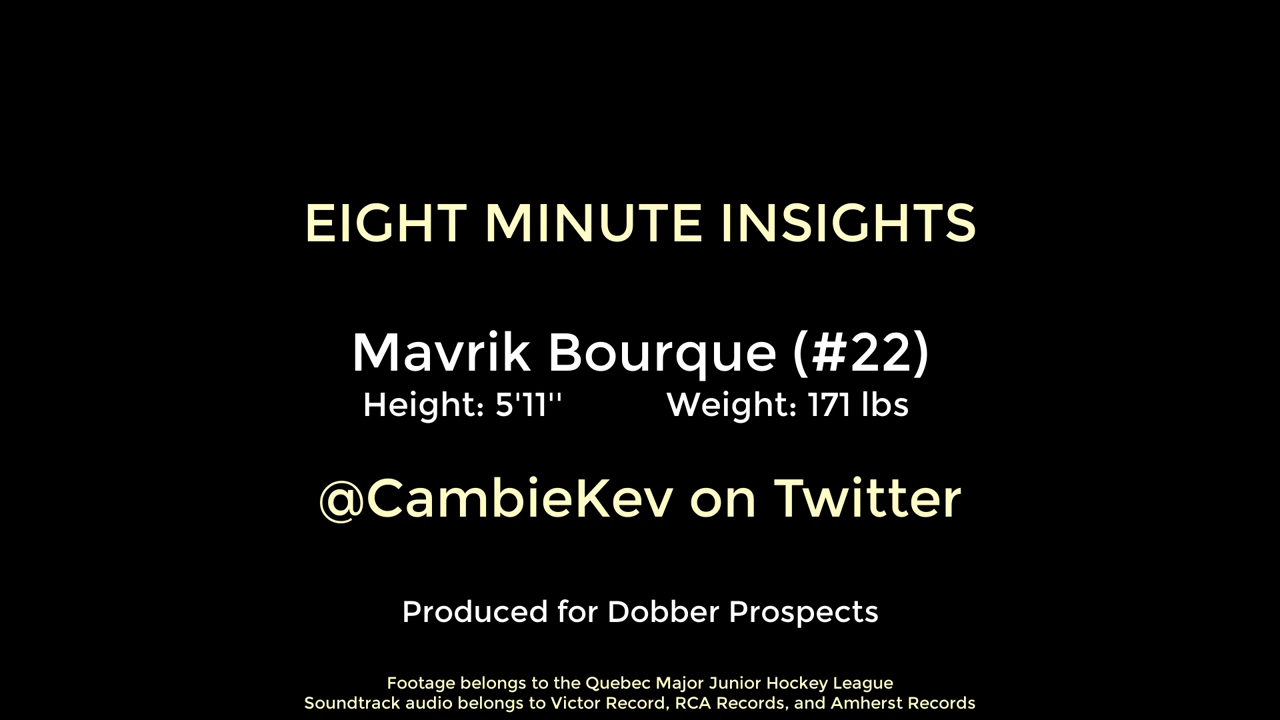 EIGHT MINUTE INSIGHTS
Mavrik Bourque (#22)
Height: 5'11'' Weight: 171 lbs
@CambieKev on Twitter
Produced for Dobber Prospects
Footage belongs to the Quebec Major Junior Hockey League
Soundtrack audio belongs to Victor Record, RCA Records, and Amherst Records